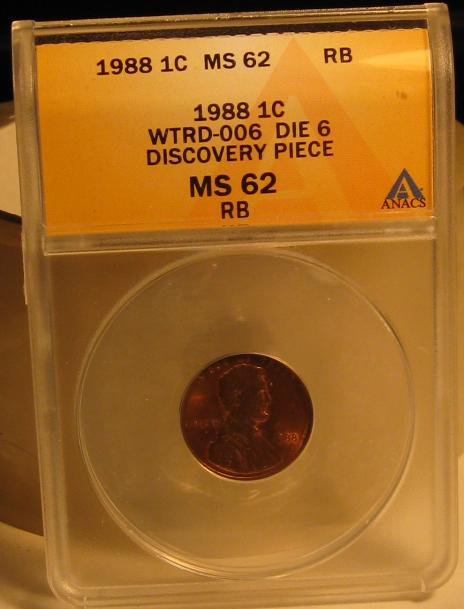 1988 1C MS 62 RB
1988 1C
WTRD-006 DIE 6
DISCOVERY PIECE
MS 62
RB
ANACS